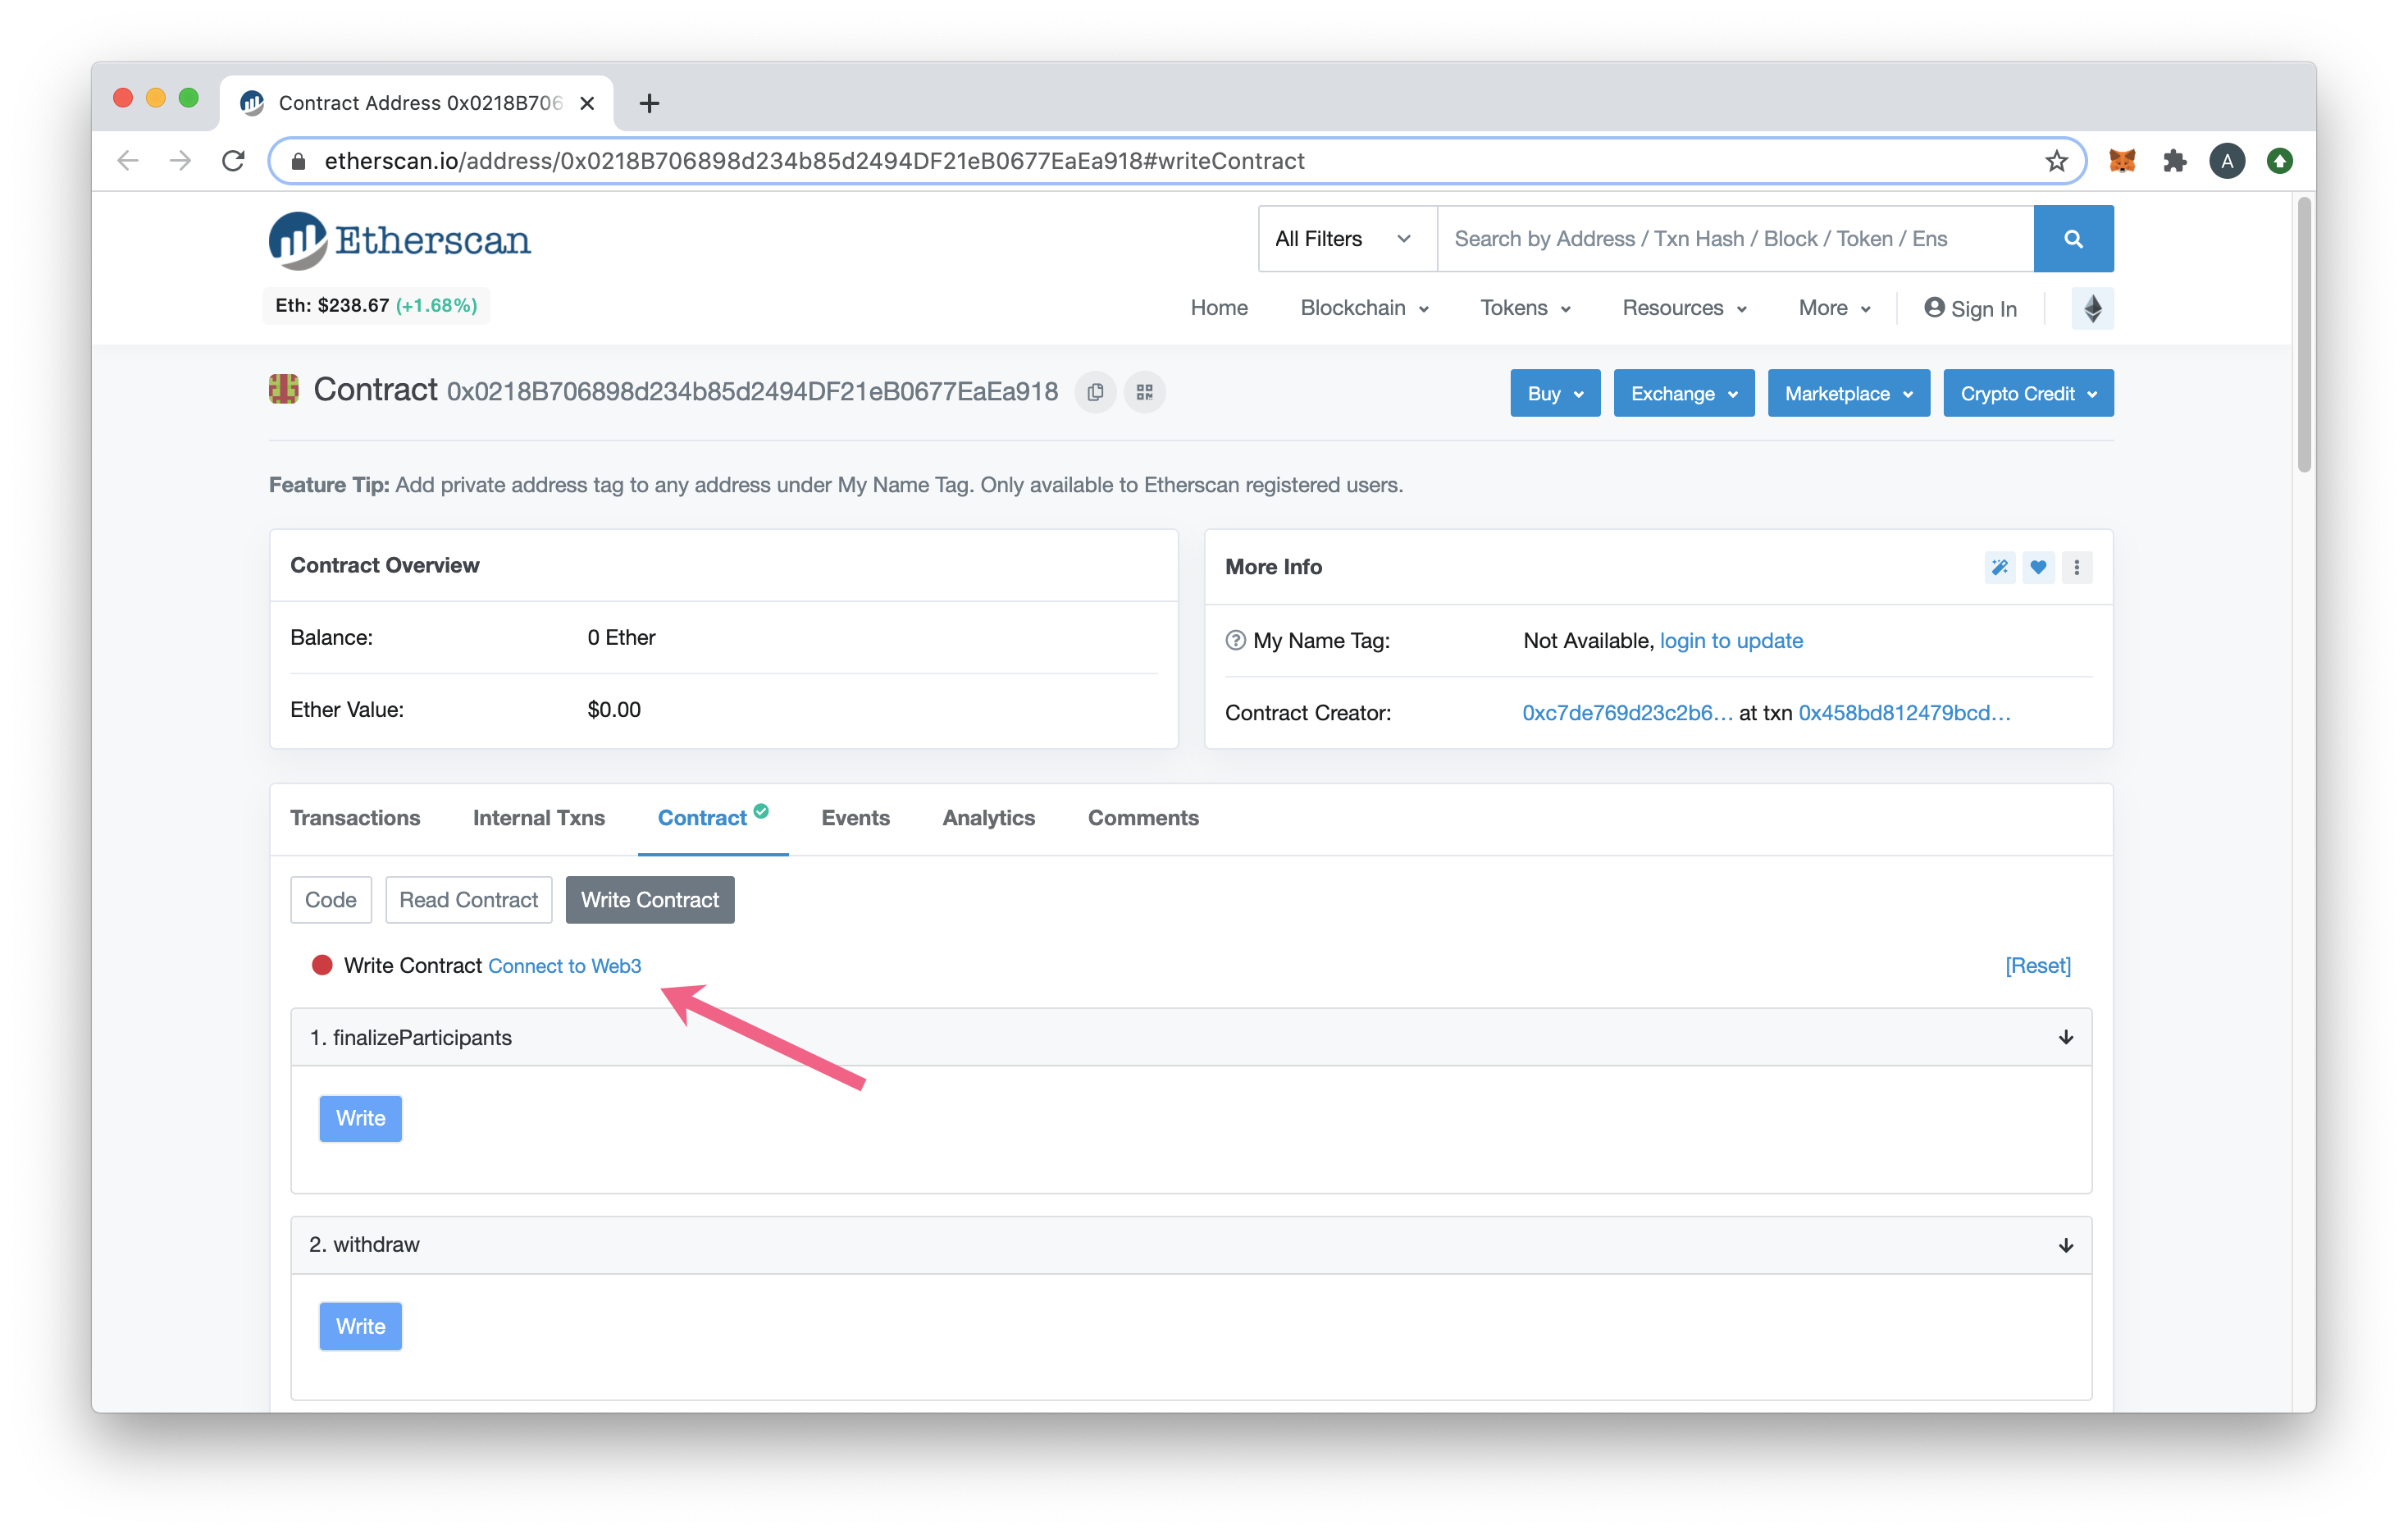 Contract Address 0x0218B706
etherscan.io/address/0x0218B706898d234b85d2494DF21eB0677EaEa918#writeContract
A
Etherscan
All Filters
Search by Address / Txn Hash / Block / Token / Ens
Eth: $238.67 (+1.68%)
Home Blockchain Tokens Resources More Sign In
Contract 0x0218B706898d234b85d2494DF21eB0677EaEa918
Buy Exchange Marketplace Crypto Credit
Feature Tip: Add private address tag to any address under My Name Tag. Only available to Etherscan registered users.
Contract Overview
Balance: 0 Ether
Ether Value: $0.00
More Info
My Name Tag: Not Available, login to update
Contract Creator: 0xc7de769d23c2b6... at txn 0x458bd812479bcd...
Transactions Internal Txns Contract Events Analytics Comments
Code Read Contract Write Contract
Write Contract Connect to Web3 [Reset]
1. finalizeParticipants
Write
2. withdraw
Write